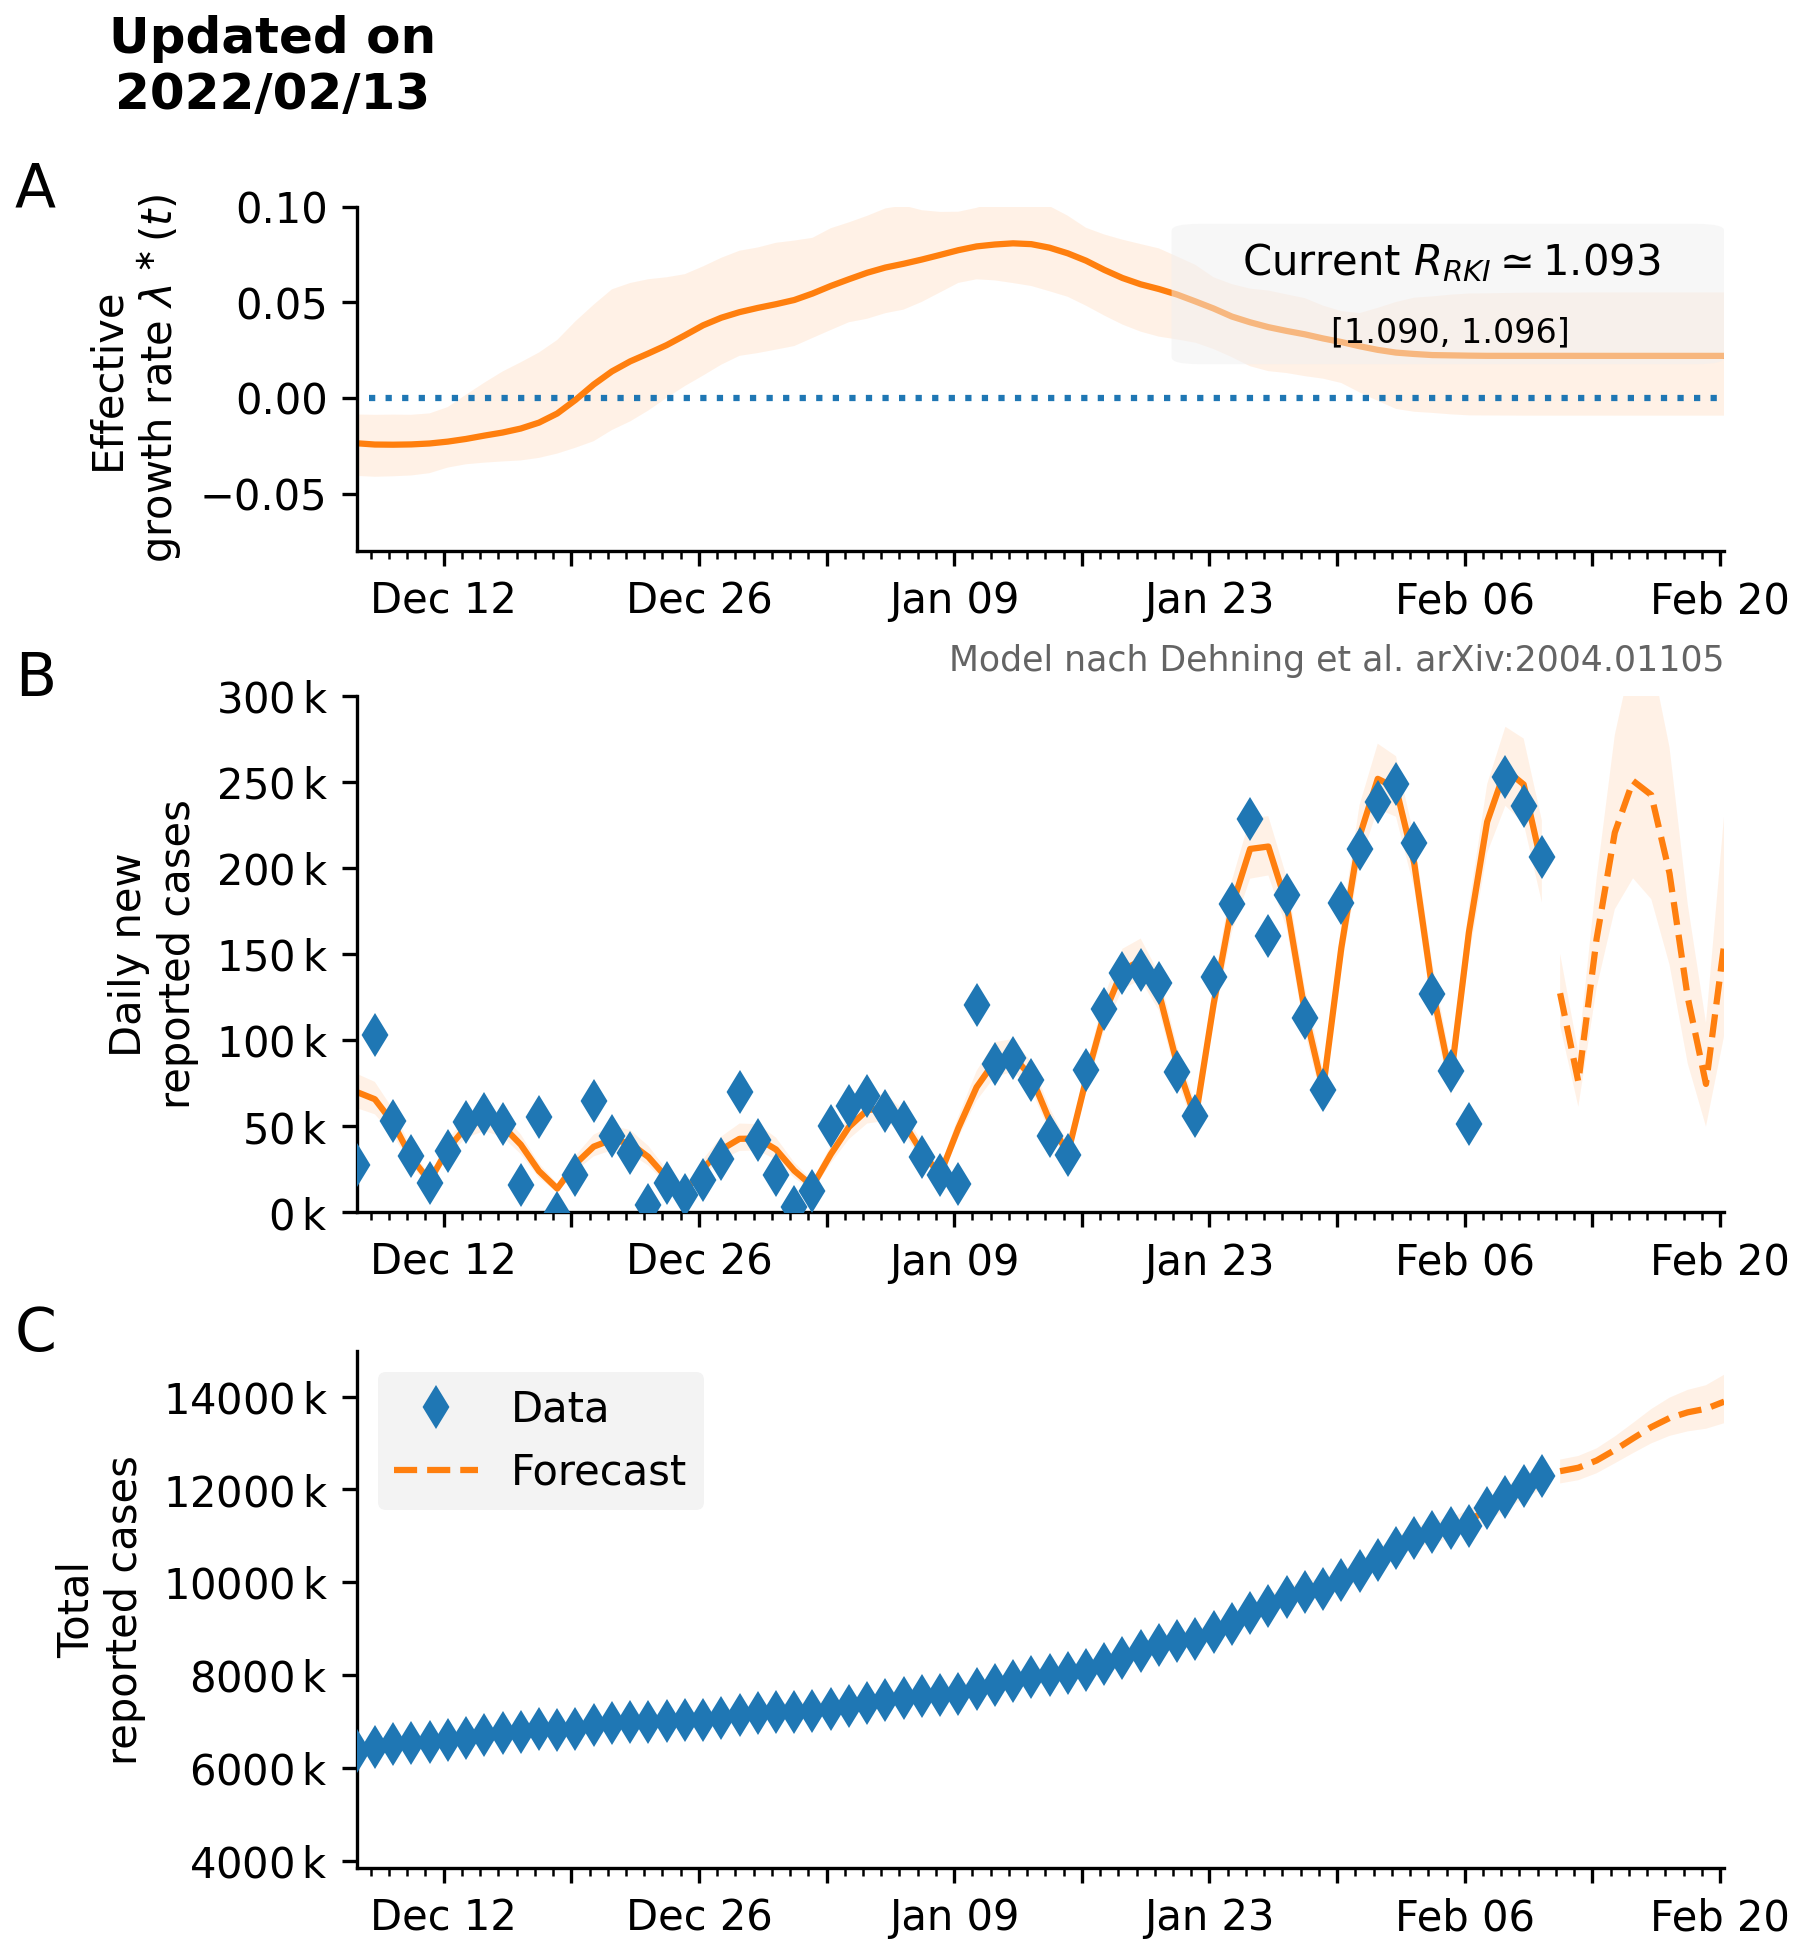 Updated on
2022/02/13
A
Effective
growth rate λ * (t)
0.10
0.05
0.00
−0.05
Current R_RKI ≃ 1.093
[1.090, 1.096]
Dec 12
Dec 26
Jan 09
Jan 23
Feb 06
Feb 20
Model nach Dehning et al. arXiv:2004.01105
B
Daily new
reported cases
300 k
250 k
200 k
150 k
100 k
50 k
0 k
Dec 12
Dec 26
Jan 09
Jan 23
Feb 06
Feb 20
C
Total
reported cases
14000 k
12000 k
10000 k
8000 k
6000 k
4000 k
Data
Forecast
Dec 12
Dec 26
Jan 09
Jan 23
Feb 06
Feb 20